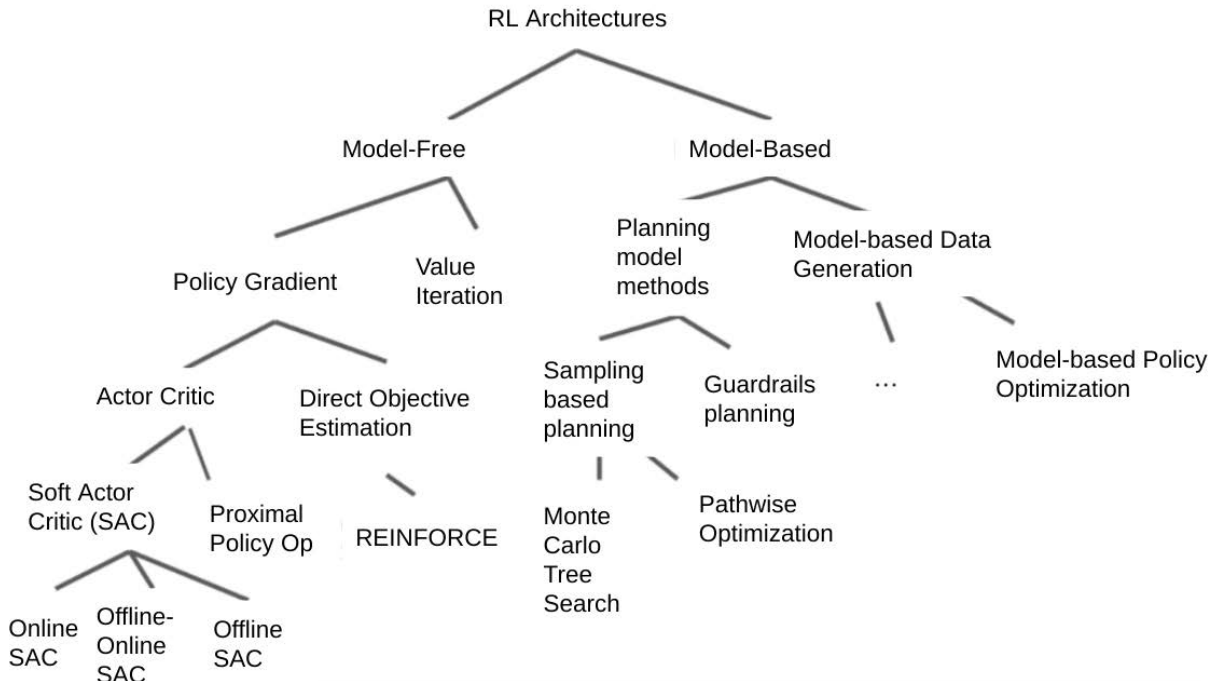 RL Architectures
Model-Free
Model-Based
Policy Gradient
Value
Iteration
Planning
model
methods
Model-based Data
Generation
Actor Critic
Direct Objective
Estimation
Sampling
based
planning
Guardrails
planning
...
Model-based Policy
Optimization
Soft Actor
Critic (SAC)
Proximal
Policy Op
REINFORCE
Monte
Carlo
Tree
Search
Pathwise
Optimization
Online
SAC
Offline-
Online
SAC
Offline
SAC